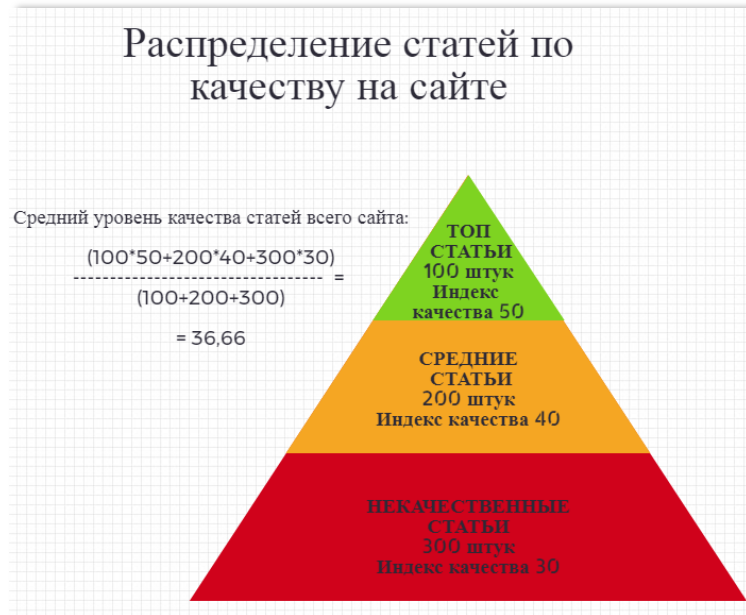 Распределение статей по
качеству на сайте
Средний уровень качества статей всего сайта:
(100*50+200*40+300*30)
---------------------------------- =
(100+200+300)
= 36,66
ТОП
СТАТЬИ
100 штук
Индекс
качества 50
СРЕДНИЕ
СТАТЬИ
200 штук
Индекс качества 40
НЕКАЧЕСТВЕННЫЕ
СТАТЬИ
300 штук
Индекс качества 30